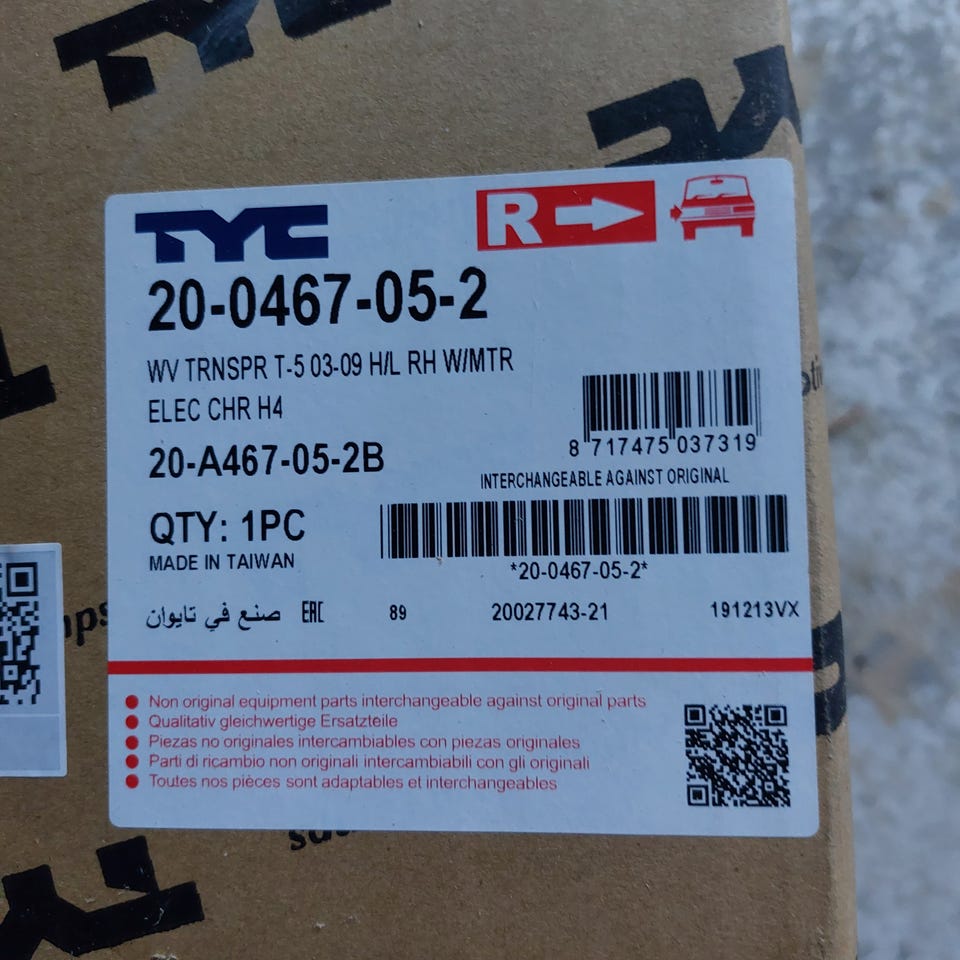 TYC
TYC
R
20-0467-05-2
WV TRNSPR T-5 03-09 H/L RH W/MTR
ELEC CHR H4
20-A467-05-2B
8 717475 037319
INTERCHANGEABLE AGAINST ORIGINAL
QTY: 1PC
MADE IN TAIWAN
*20-0467-05-2*
صنع في تايوان EAC 89 20027743-21 191213VX
Non original equipment parts interchangeable against original parts
Qualitativ gleichwertige Ersatzteile
Piezas no originales intercambiables con piezas originales
Parti di ricambio non originali intercambiabili con gli originali
Toutes nos pièces sont adaptables et interchangeables